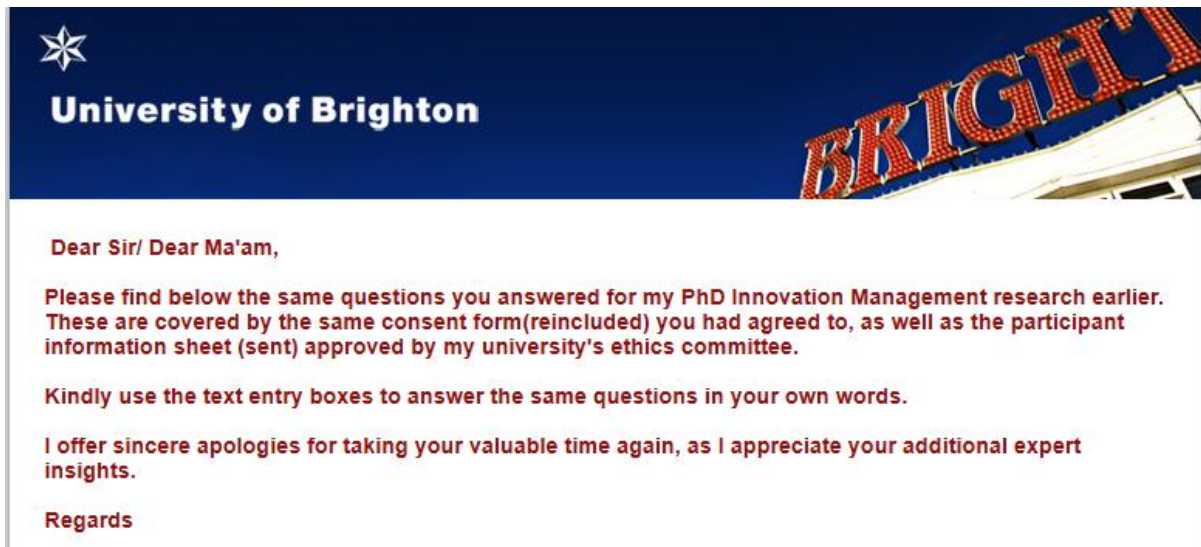 University of Brighton
BRIGHT
Dear Sir/ Dear Ma'am,
Please find below the same questions you answered for my PhD Innovation Management research earlier.
These are covered by the same consent form(reincluded) you had agreed to, as well as the participant
information sheet (sent) approved by my university's ethics committee.
Kindly use the text entry boxes to answer the same questions in your own words.
I offer sincere apologies for taking your valuable time again, as I appreciate your additional expert
insights.
Regards